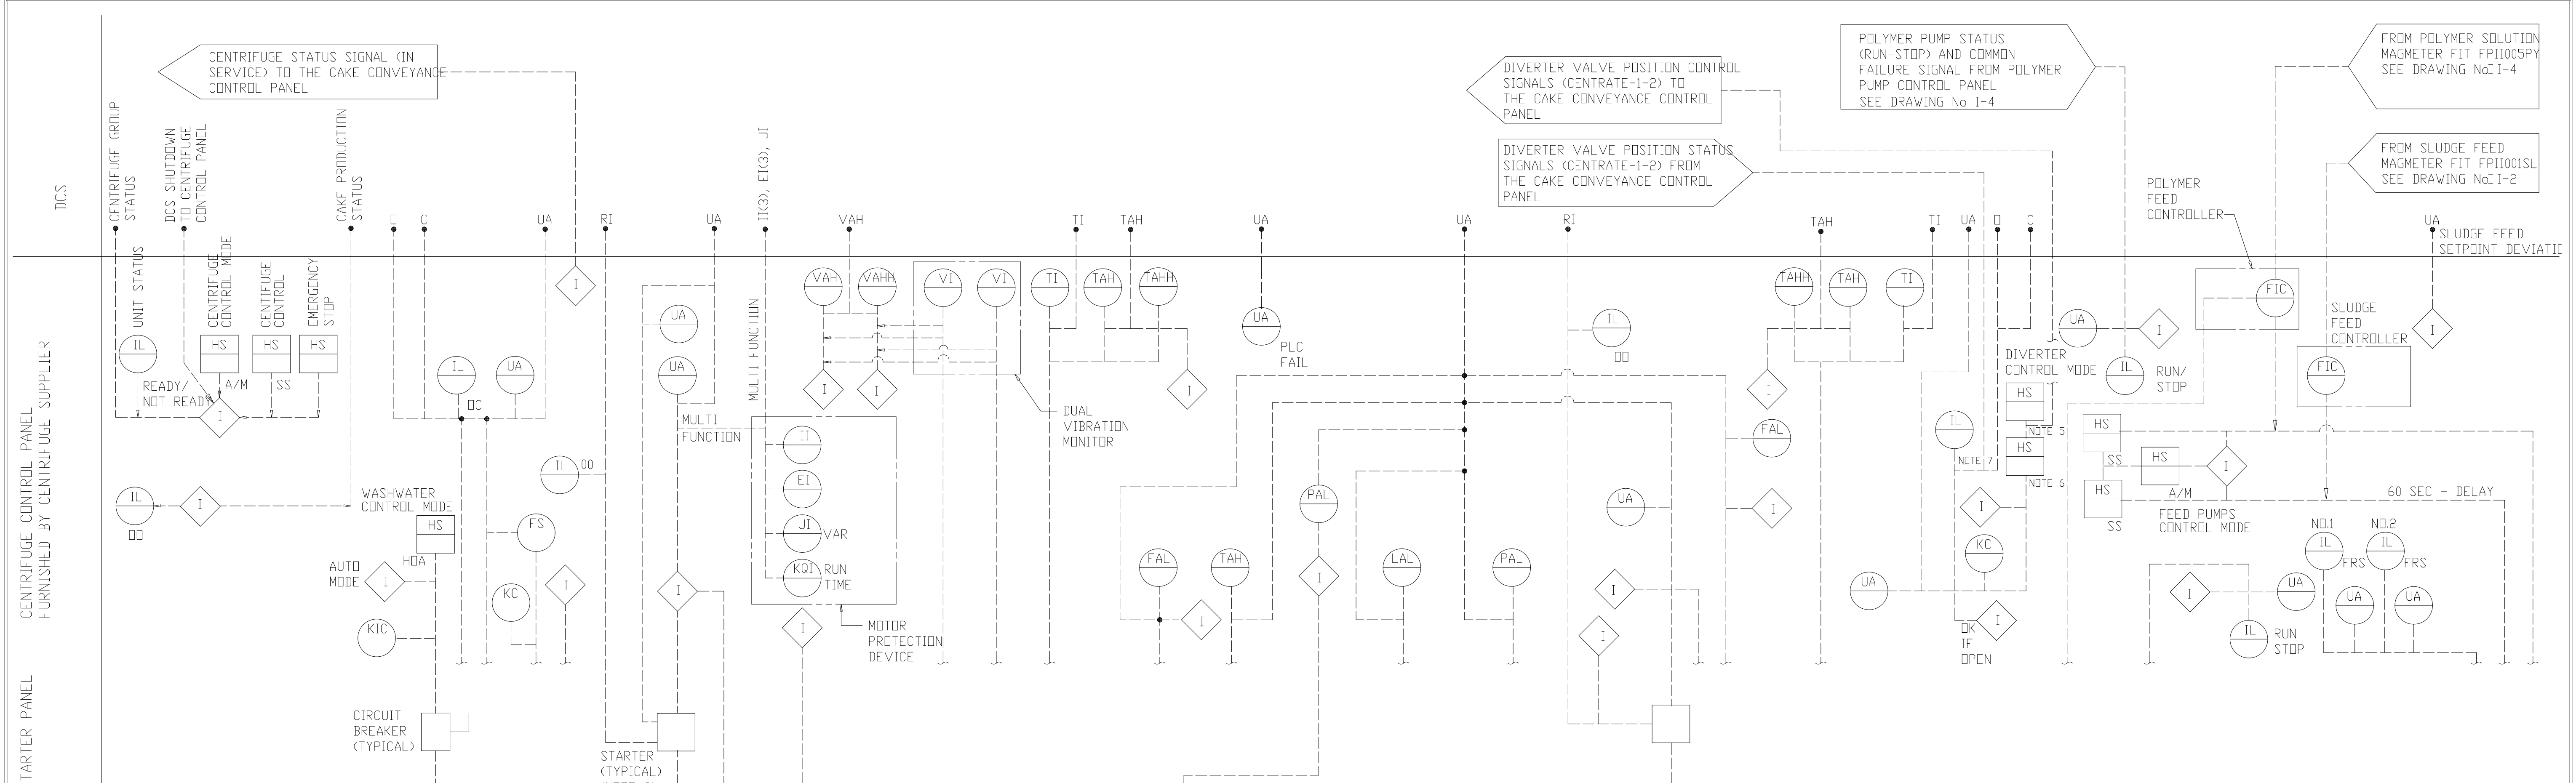 CENTRIFUGE STATUS SIGNAL (IN
SERVICE) TO THE CAKE CONVEYANCE
CONTROL PANEL
DIVERTER VALVE POSITION CONTROL
SIGNALS (CENTRATE-1-2) TO
THE CAKE CONVEYANCE CONTROL
PANEL
DIVERTER VALVE POSITION STATUS
SIGNALS (CENTRATE-1-2) FROM
THE CAKE CONVEYANCE CONTROL
PANEL
POLYMER PUMP STATUS
(RUN-STOP) AND COMMON
FAILURE SIGNAL FROM POLYMER
PUMP CONTROL PANEL
SEE DRAWING No I-4
FROM POLYMER SOLUTION
MAGMETER FIT FPII005PY
SEE DRAWING No. I-4
FROM SLUDGE FEED
MAGMETER FIT FPII001SL
SEE DRAWING No. I-2
DCS
CENTRIFUGE GROUP
STATUS
DCS SHUTDOWN
TO CENTRIFUGE
CONTROL PANEL
CAKE PRODUCTION
STATUS
O
C
UA
RI
UA
II(3), EI(3), JI
VAH
TI
TAH
UA
UA
RI
TAH
TI
UA
O
C
POLYMER
FEED
CONTROLLER
UA
SLUDGE FEED
SETPOINT DEVIATIO
CENTRIFUGE CONTROL PANEL
FURNISHED BY CENTRIFUGE SUPPLIER
UNIT STATUS
CENTRIFUGE
CONTROL MODE
CENTIFUGE
CONTROL
EMERGENCY
STOP
IL
HS
HS
HS
READY/
NOT READY
A/M
SS
I
I
IL
UA
OC
UA
UA
MULTI
FUNCTION
MULTI FUNCTION
VAH
VAHH
VI
VI
TI
TAH
TAHH
I
I
I
DUAL
VIBRATION
MONITOR
UA
PLC
FAIL
IL
OO
TAHH
TAH
TI
I
FAL
I
DIVERTER
CONTROL MODE
HS
NOTE 5
HS
NOTE 6
IL
NOTE 7
UA
I
IL
RUN/
STOP
FIC
SLUDGE
FEED
CONTROLLER
FIC
I
HS
SS
HS
A/M
HS
SS
I
60 SEC - DELAY
FEED PUMPS
CONTROL MODE
IL
OO
I
WASHWATER
CONTROL MODE
HS
HOA
AUTO
MODE
I
KIC
FS
KC
I
IL
OO
I
II
EI
JI
VAR
KQI
RUN
TIME
I
MOTOR
PROTECTION
DEVICE
FAL
TAH
I
PAL
I
LAL
PAL
UA
I
I
UA
I
KC
I
OK
IF
OPEN
I
UA
IL
RUN
STOP
NO.1
NO.2
IL
FRS
IL
FRS
UA
UA
TARTER PANEL
CIRCUIT
BREAKER
(TYPICAL)
STARTER
(TYPICAL)